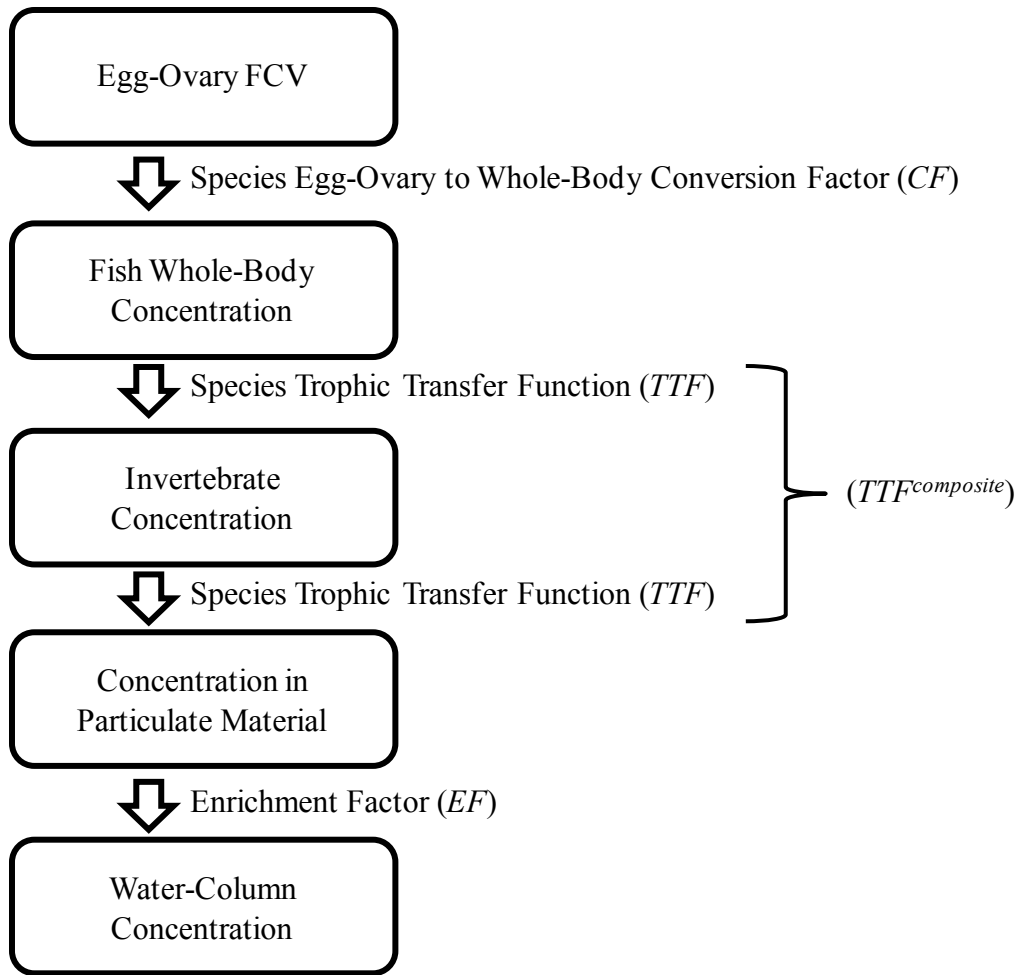 Egg-Ovary FCV
Species Egg-Ovary to Whole-Body Conversion Factor (CF)
Fish Whole-Body
Concentration
Species Trophic Transfer Function (TTF)
Invertebrate
Concentration
(TTF^composite)
Species Trophic Transfer Function (TTF)
Concentration in
Particulate Material
Enrichment Factor (EF)
Water-Column
Concentration